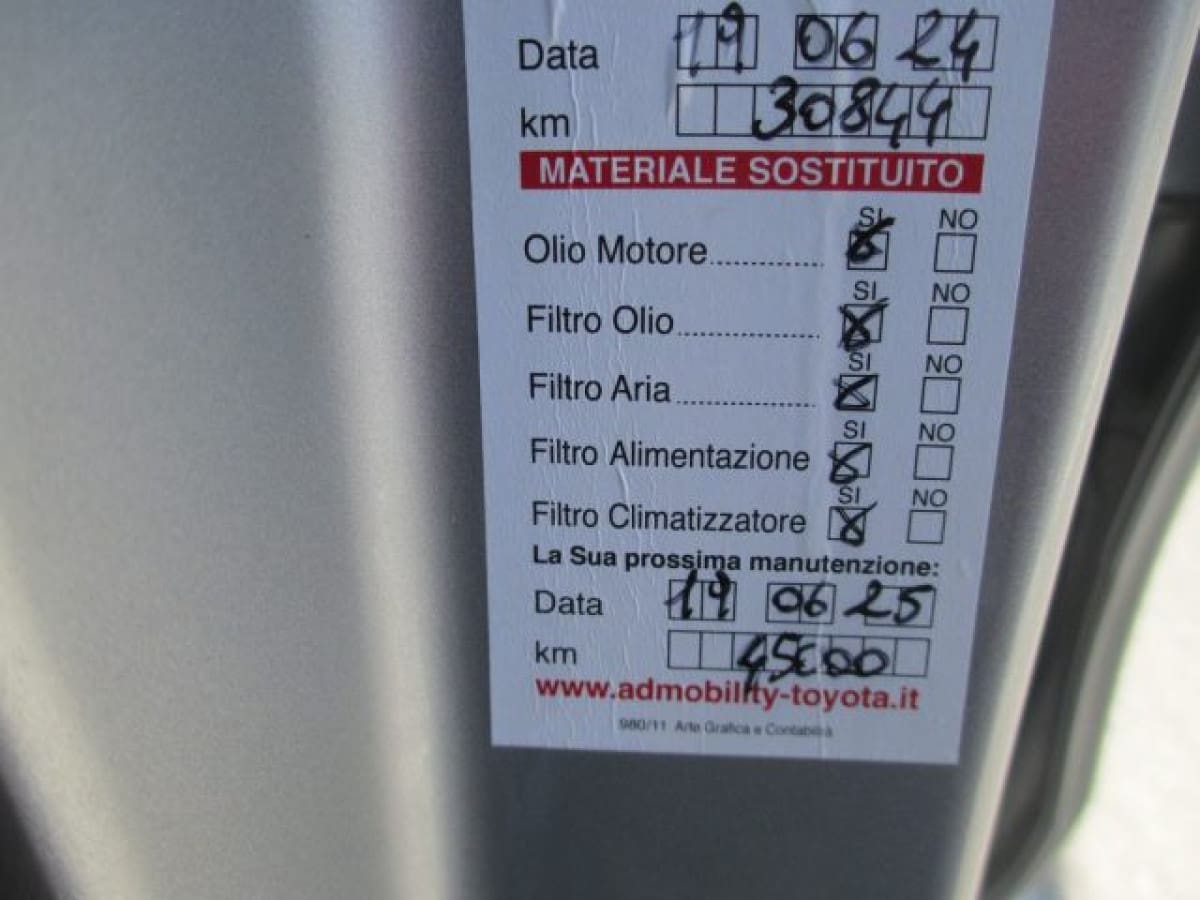 Data 19 06 24
km 30844
MATERIALE SOSTITUITO
SI NO
Olio Motore
SI NO
Filtro Olio
SI NO
Filtro Aria
SI NO
Filtro Alimentazione
SI NO
Filtro Climatizzatore
La Sua prossima manutenzione:
Data 19 06 25
km 45000
www.admobility-toyota.it
980/11 Arte Grafica e Contabilità